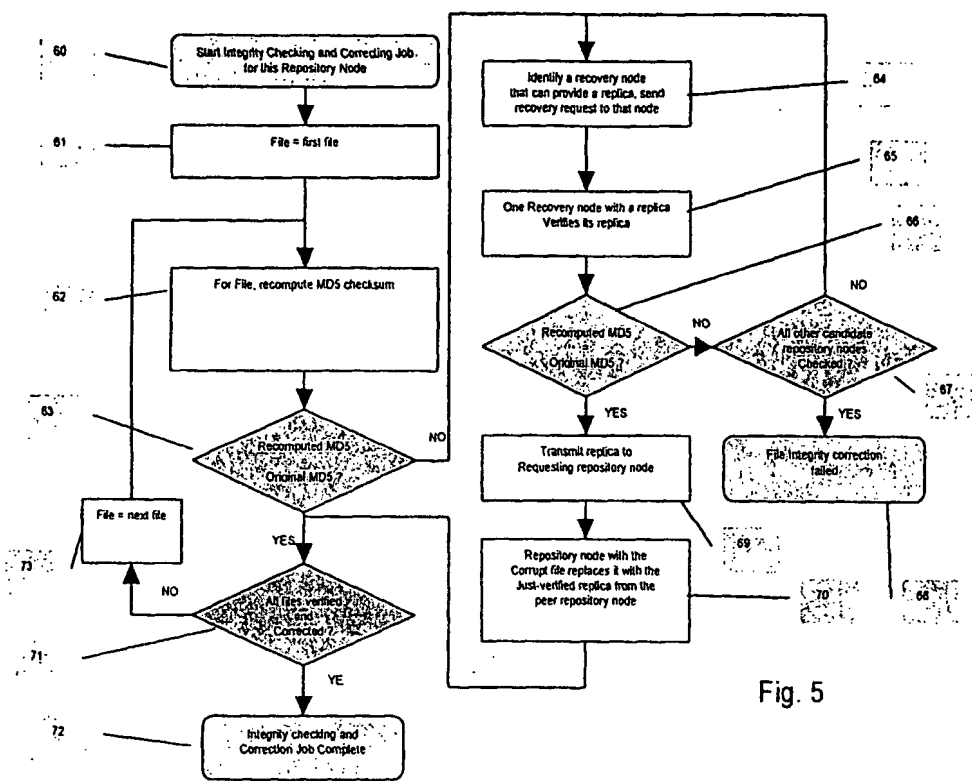 60
Start Integrity Checking and Correcting Job
for this Repository Node
61
File = first file
62
For File, recompute MD5 checksum
63
Recomputed MD5
=
Original MD5 ?
NO
YES
File = next file
73
NO
All files verified
and
Corrected ?
71
YE
72
Integrity checking and
Correction Job Complete
Identify a recovery node
that can provide a replica, send
recovery request to that node
64
65
One Recovery node with a replica
Verifies its replica
66
Recomputed MD5
=
Original MD5 ?
NO
NO
All other candidate
repository nodes
Checked ?
67
YES
YES
Transmit replica to
Requesting repository node
File Integrity correction
failed
69
Repository node with the
Corrupt file replaces it with the
Just-verified replica from the
peer repository node
70
68
Fig. 5